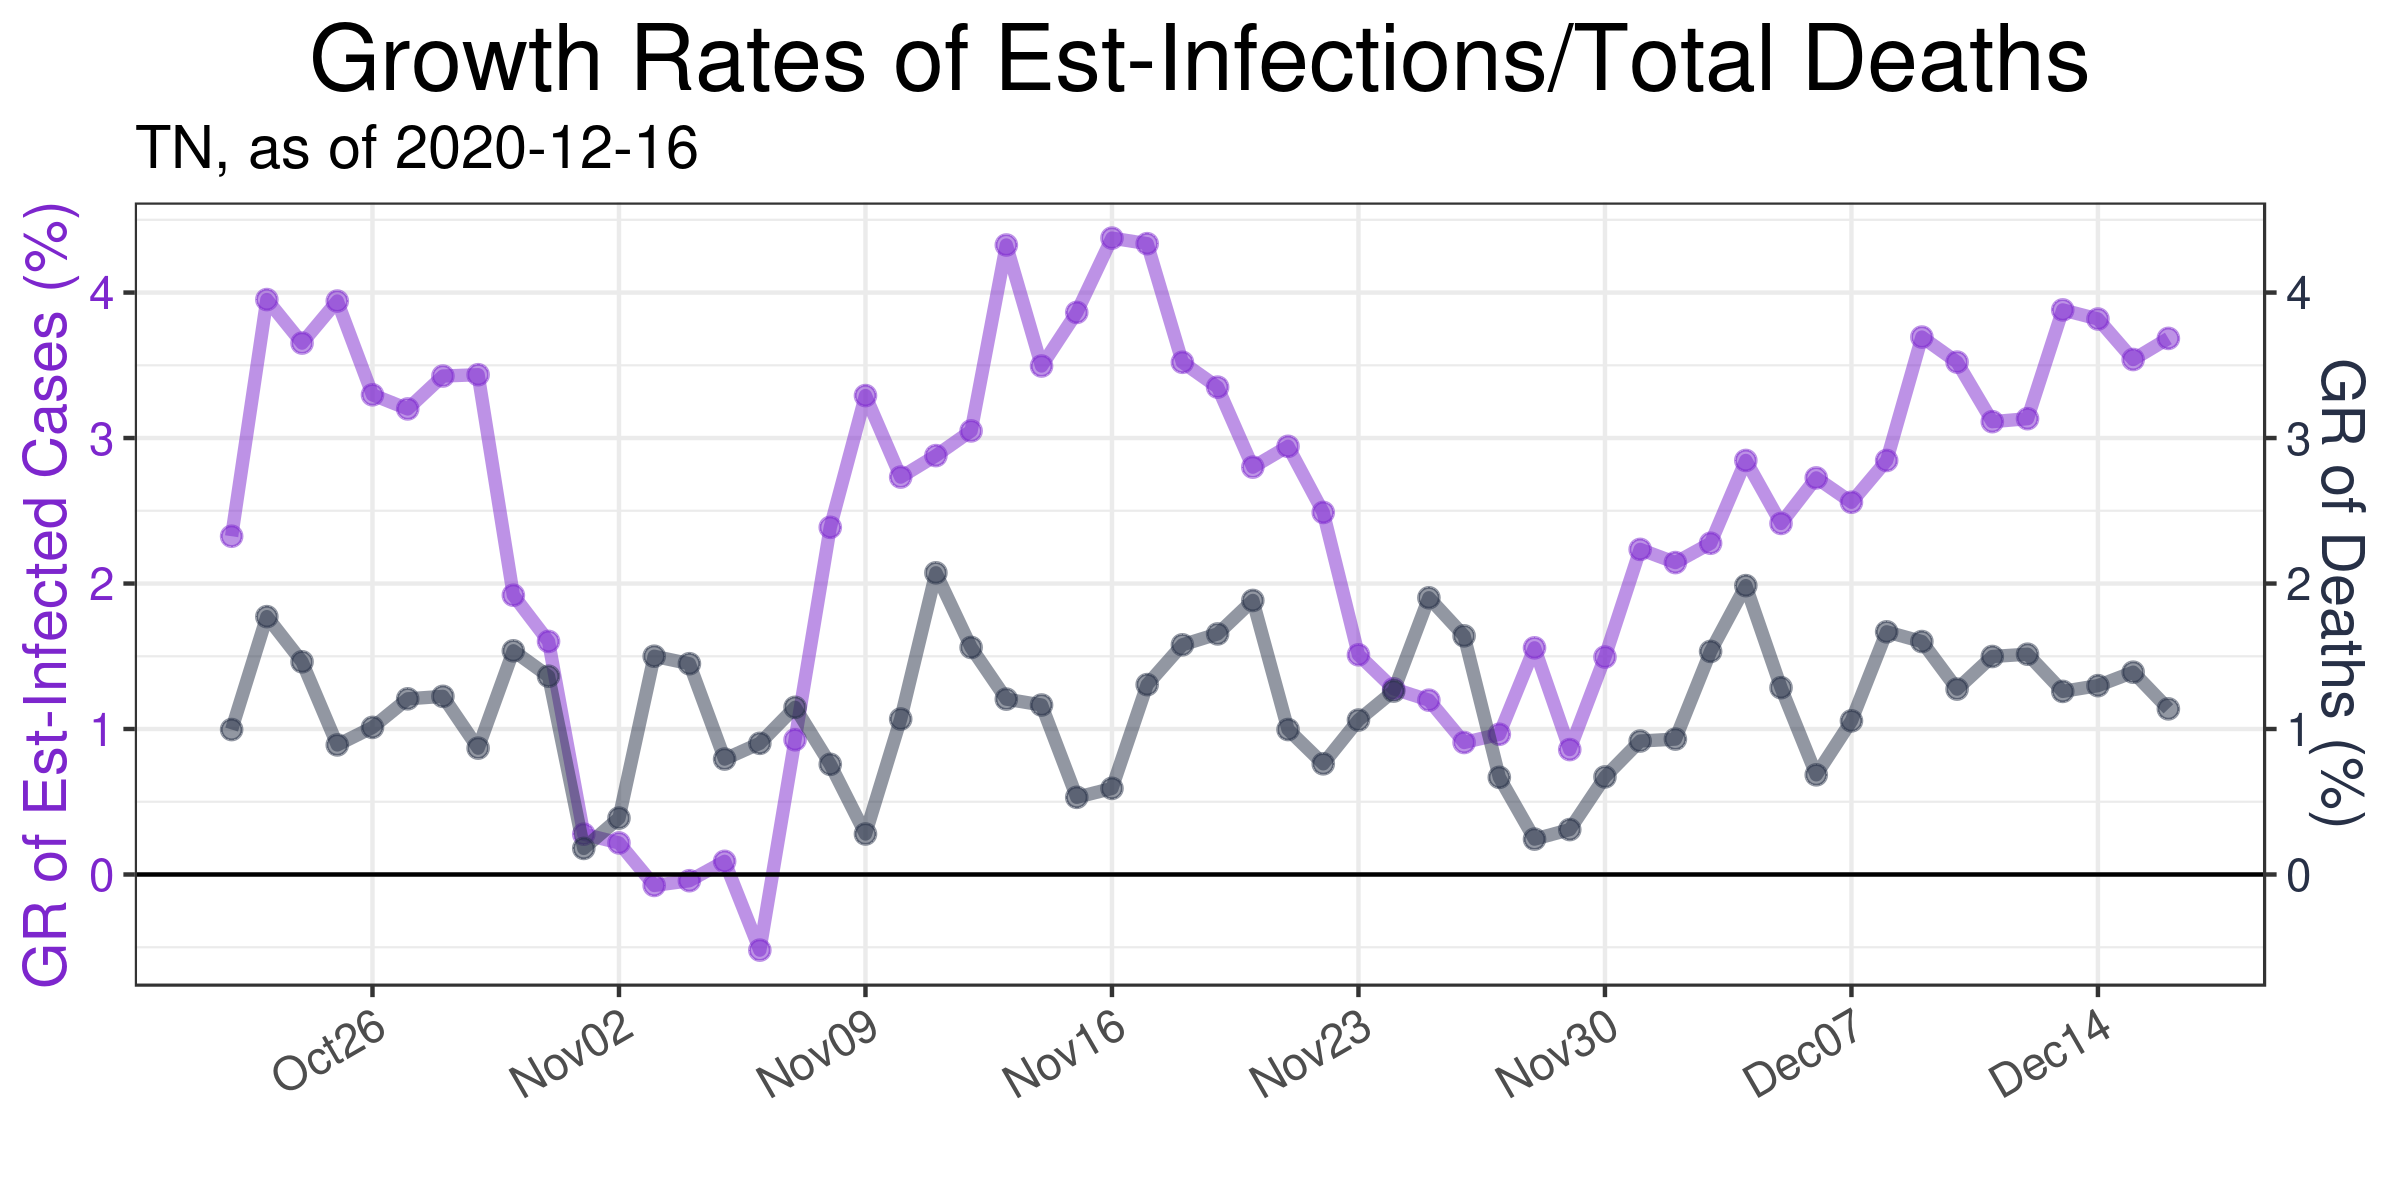 Growth Rates of Est-Infections/Total Deaths
TN, as of 2020-12-16
GR of Est-Infected Cases (%)
4
3
2
1
0
4
3
2
1
0
GR of Deaths (%)
Oct26
Nov02
Nov09
Nov16
Nov23
Nov30
Dec07
Dec14